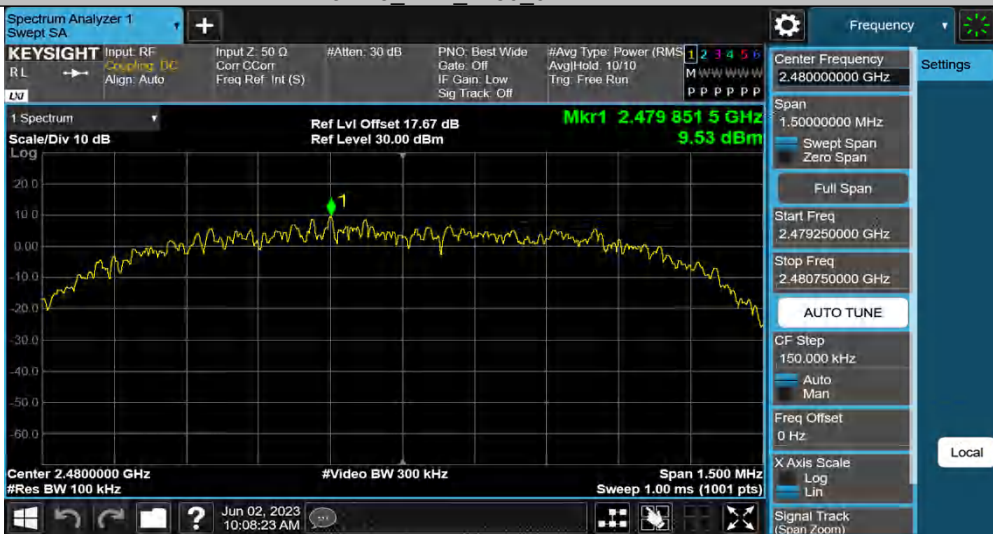 Spectrum Analyzer 1
Swept SA
Frequency
KEYSIGHT
RL
LXI
Input: RF
Coupling: DC
Align: Auto
Input Z: 50 Ω
Corr CCorr
Freq Ref: Int (S)
#Atten: 30 dB
PNO: Best Wide
Gate: Off
IF Gain: Low
Sig Track: Off
#Avg Type: Power (RMS
Avg|Hold: 10/10
Trig: Free Run
1 2 3 4 5 6
M W W W W W
P P P P P P
1 Spectrum
Scale/Div 10 dB
Ref Lvl Offset 17.67 dB
Ref Level 30.00 dBm
Mkr1 2.479 851 5 GHz
9.53 dBm
Log
20.0
10.0
0.00
-10.0
-20.0
-30.0
-40.0
-50.0
-60.0
1
Center 2.4800000 GHz
#Res BW 100 kHz
#Video BW 300 kHz
Span 1.500 MHz
Sweep 1.00 ms (1001 pts)
Jun 02, 2023
10:08:23 AM
Center Frequency
2.480000000 GHz
Span
1.50000000 MHz
Swept Span
Zero Span
Full Span
Start Freq
2.479250000 GHz
Stop Freq
2.480750000 GHz
AUTO TUNE
CF Step
150.000 kHz
Auto
Man
Freq Offset
0 Hz
X Axis Scale
Log
Lin
Signal Track
(Span Zoom)
Settings
Local